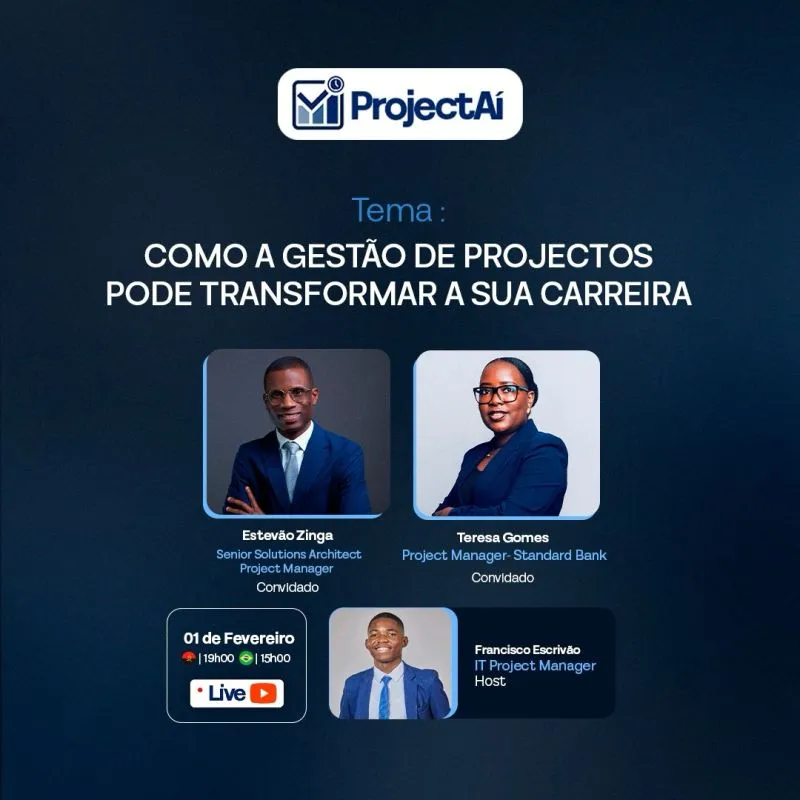 ProjectAí
Tema :
COMO A GESTÃO DE PROJECTOS
PODE TRANSFORMAR A SUA CARREIRA
Estevão Zinga
Senior Solutions Architect
Project Manager
Convidado
Teresa Gomes
Project Manager- Standard Bank
Convidado
01 de Fevereiro
| 19h00 | 15h00
• Live
Francisco Escrivão
IT Project Manager
Host